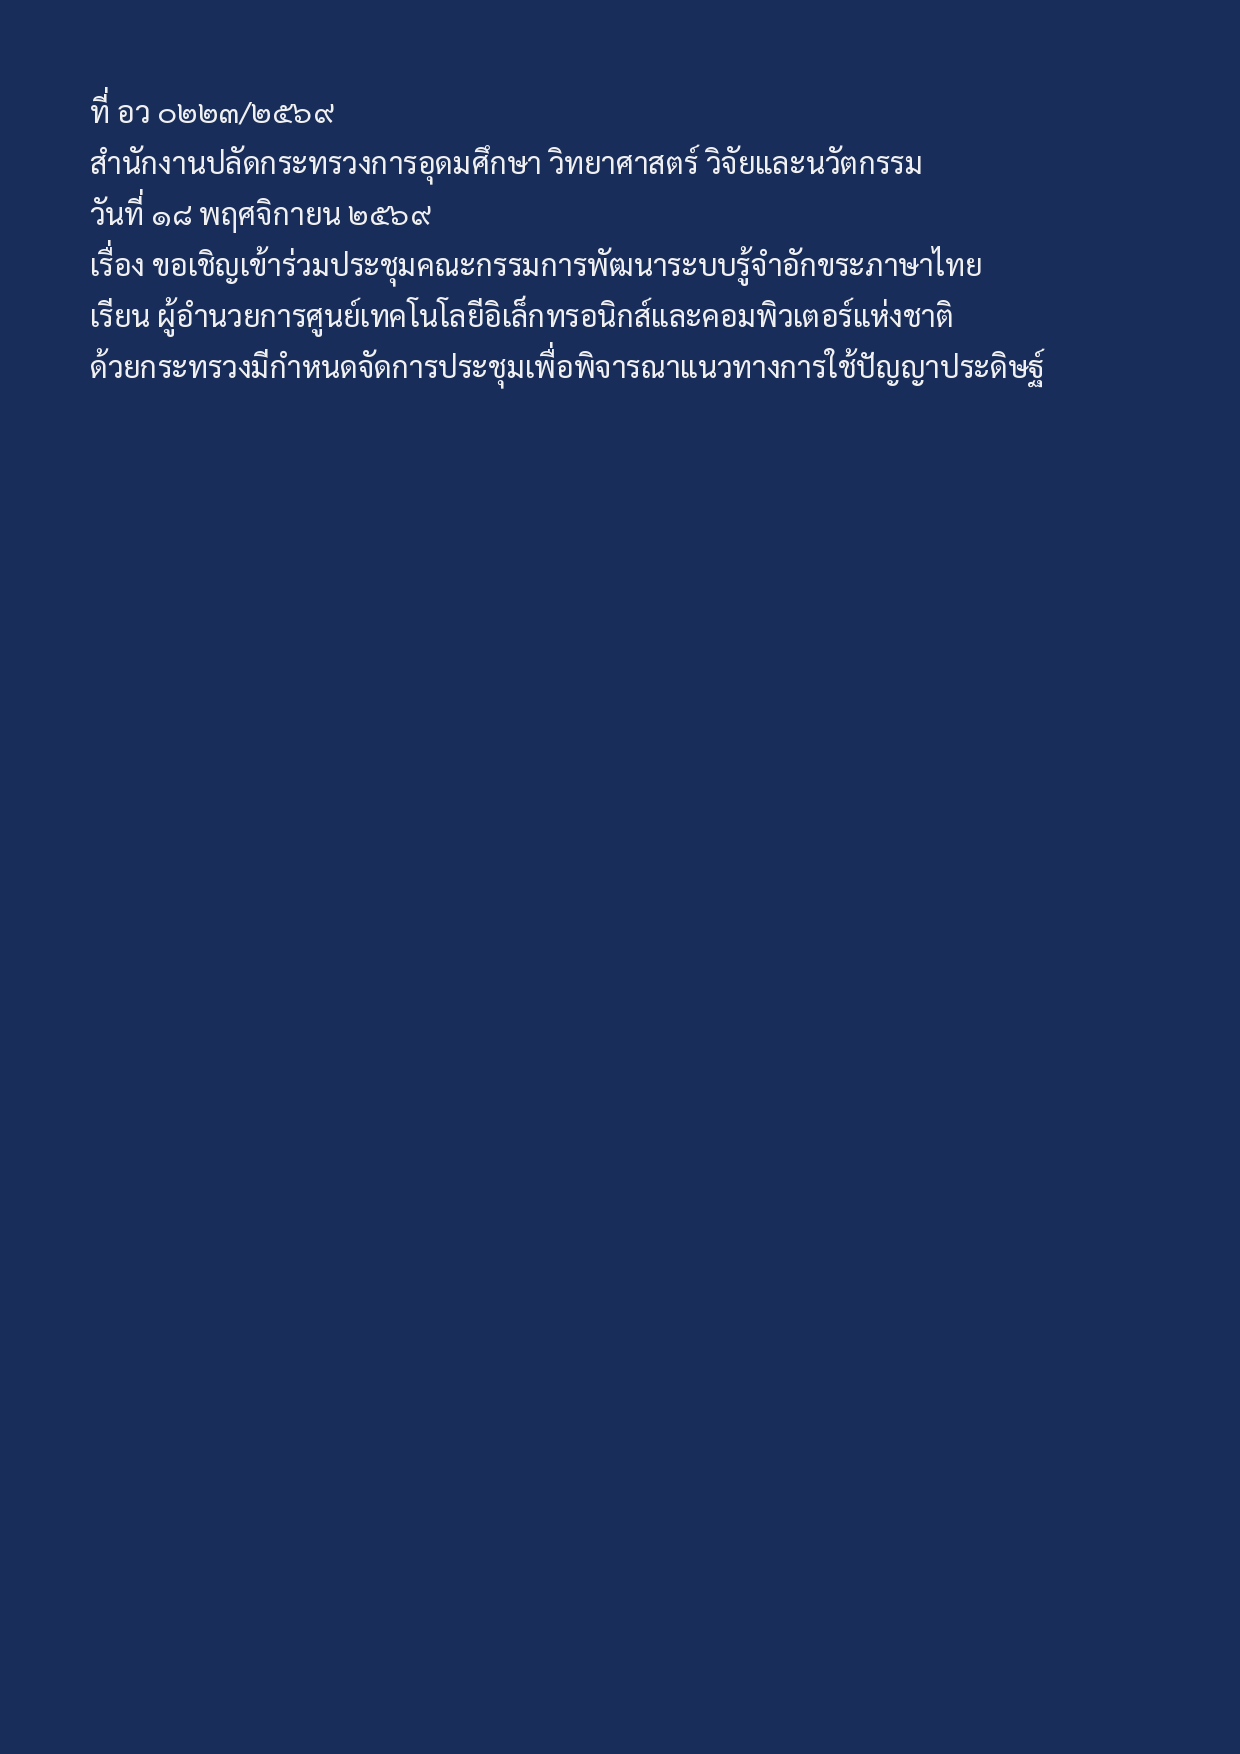 ที่ อว ๐๒๒๓/๒๕๖๙
สำนักงานปลัดกระทรวงการอุดมศึกษา วิทยาศาสตร์ วิจัยและนวัตกรรม
วันที่ ๑๘ พฤศจิกายน ๒๕๖๙
เรื่อง ขอเชิญเข้าร่วมประชุมคณะกรรมการพัฒนาระบบรู้จำอักขระภาษาไทย
เรียน ผู้อำนวยการศูนย์เทคโนโลยีอิเล็กทรอนิกส์และคอมพิวเตอร์แห่งชาติ
ด้วยกระทรวงมีกำหนดจัดการประชุมเพื่อพิจารณาแนวทางการใช้ปัญญาประดิษฐ์